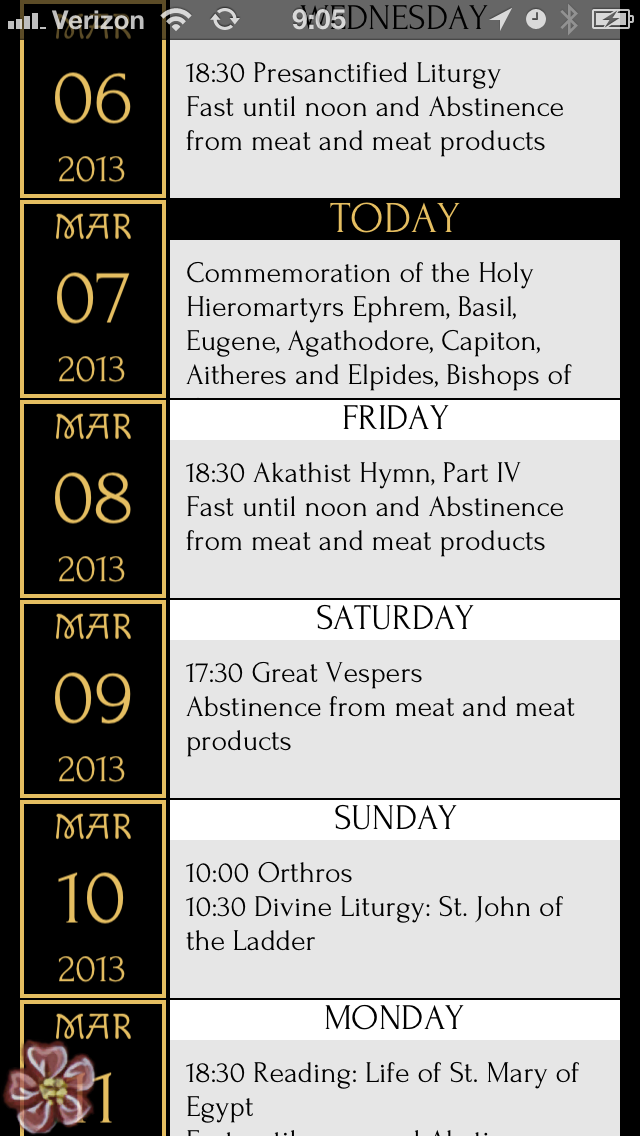 Verizon 9:05
MAR
WEDNESDAY
06
2013
18:30 Presanctified Liturgy
Fast until noon and Abstinence
from meat and meat products
MAR
07
2013
TODAY
Commemoration of the Holy
Hieromartyrs Ephrem, Basil,
Eugene, Agathodore, Capiton,
Aitheres and Elpides, Bishops of
MAR
08
2013
FRIDAY
18:30 Akathist Hymn, Part IV
Fast until noon and Abstinence
from meat and meat products
MAR
09
2013
SATURDAY
17:30 Great Vespers
Abstinence from meat and meat
products
MAR
10
2013
SUNDAY
10:00 Orthros
10:30 Divine Liturgy: St. John of
the Ladder
MAR
11
MONDAY
18:30 Reading: Life of St. Mary of
Egypt